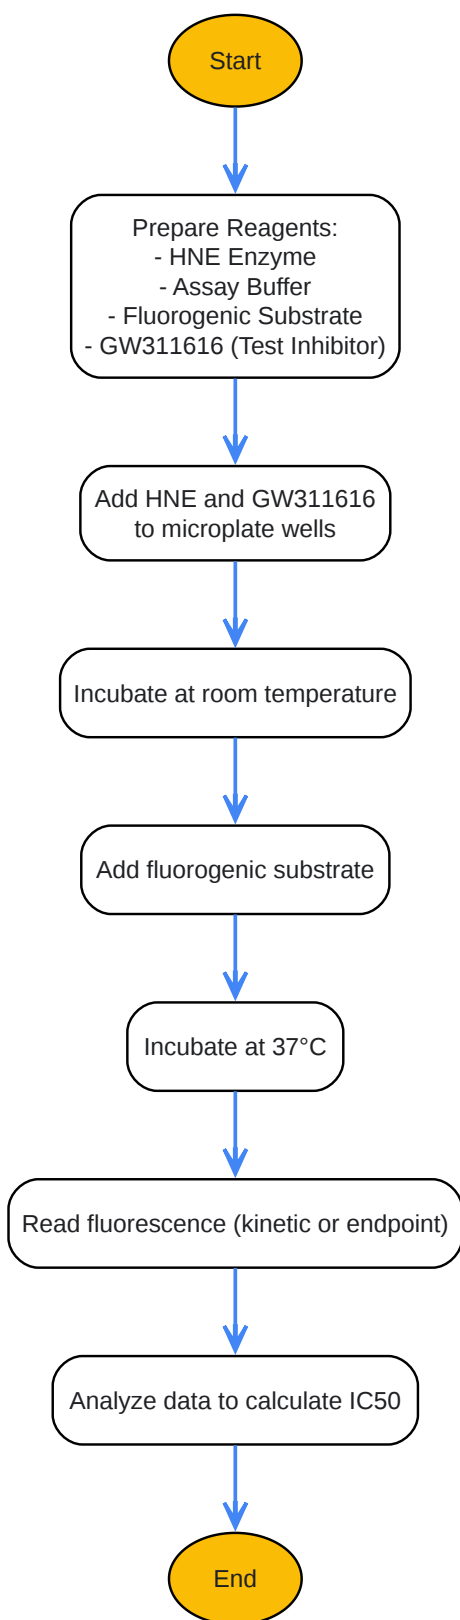 Start
Prepare Reagents:
- HNE Enzyme
- Assay Buffer
- Fluorogenic Substrate
- GW311616 (Test Inhibitor)
Add HNE and GW311616
to microplate wells
Incubate at room temperature
Add fluorogenic substrate
Incubate at 37°C
Read fluorescence (kinetic or endpoint)
Analyze data to calculate IC50
End